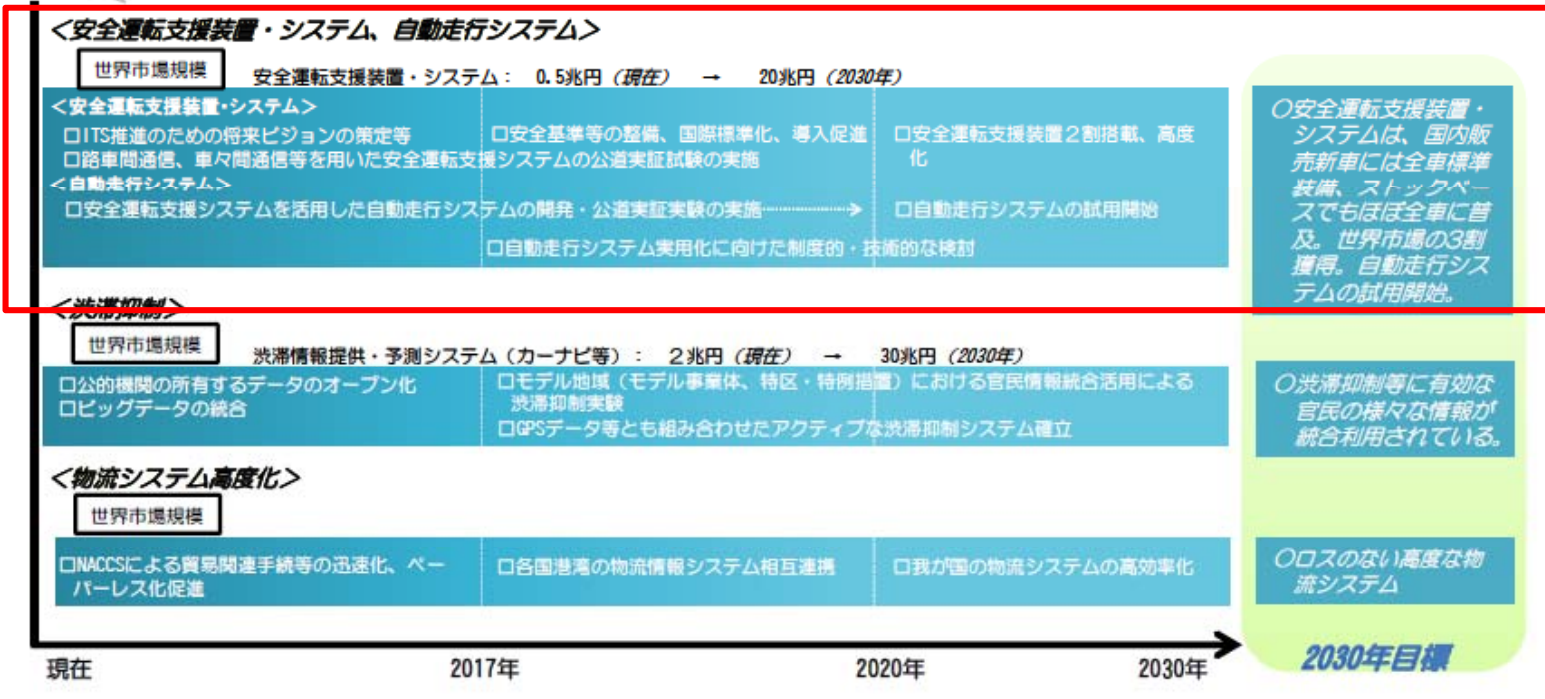 ＜安全運転支援装置・システム、自動走行システム＞
世界市場規模
安全運転支援装置・システム： 0.5兆円（現在） → 20兆円（2030年）
＜安全運転支援装置・システム＞
□ITS推進のための将来ビジョンの策定等
□安全基準等の整備、国際標準化、導入促進
□安全運転支援装置２割搭載、高度
化
□路車間通信、車々間通信等を用いた安全運転支援システムの公道実証試験の実施
＜自動走行システム＞
□安全運転支援システムを活用した自動走行システムの開発・公道実証実験の実施
□自動走行システムの試用開始
□自動走行システム実用化に向けた制度的・技術的な検討
○安全運転支援装置・
システムは、国内販
売新車には全車標準
装備、ストックベー
スでもほぼ全車に普
及。世界市場の3割
獲得。自動走行シス
テムの試用開始。
＜渋滞抑制＞
世界市場規模
渋滞情報提供・予測システム（カーナビ等）： ２兆円（現在） → 30兆円（2030年）
□公的機関の所有するデータのオープン化
□ビッグデータの統合
□モデル地域（モデル事業体、特区・特例措置）における官民情報統合活用による
渋滞抑制実験
□GPSデータ等とも組み合わせたアクティブな渋滞抑制システム確立
○渋滞抑制等に有効な
官民の様々な情報が
統合利用されている。
＜物流システム高度化＞
世界市場規模
□NACCSによる貿易関連手続等の迅速化、ペー
パーレス化促進
□各国港湾の物流情報システム相互連携
□我が国の物流システムの高効率化
○ロスのない高度な物
流システム
現在
2017年
2020年
2030年
2030年目標